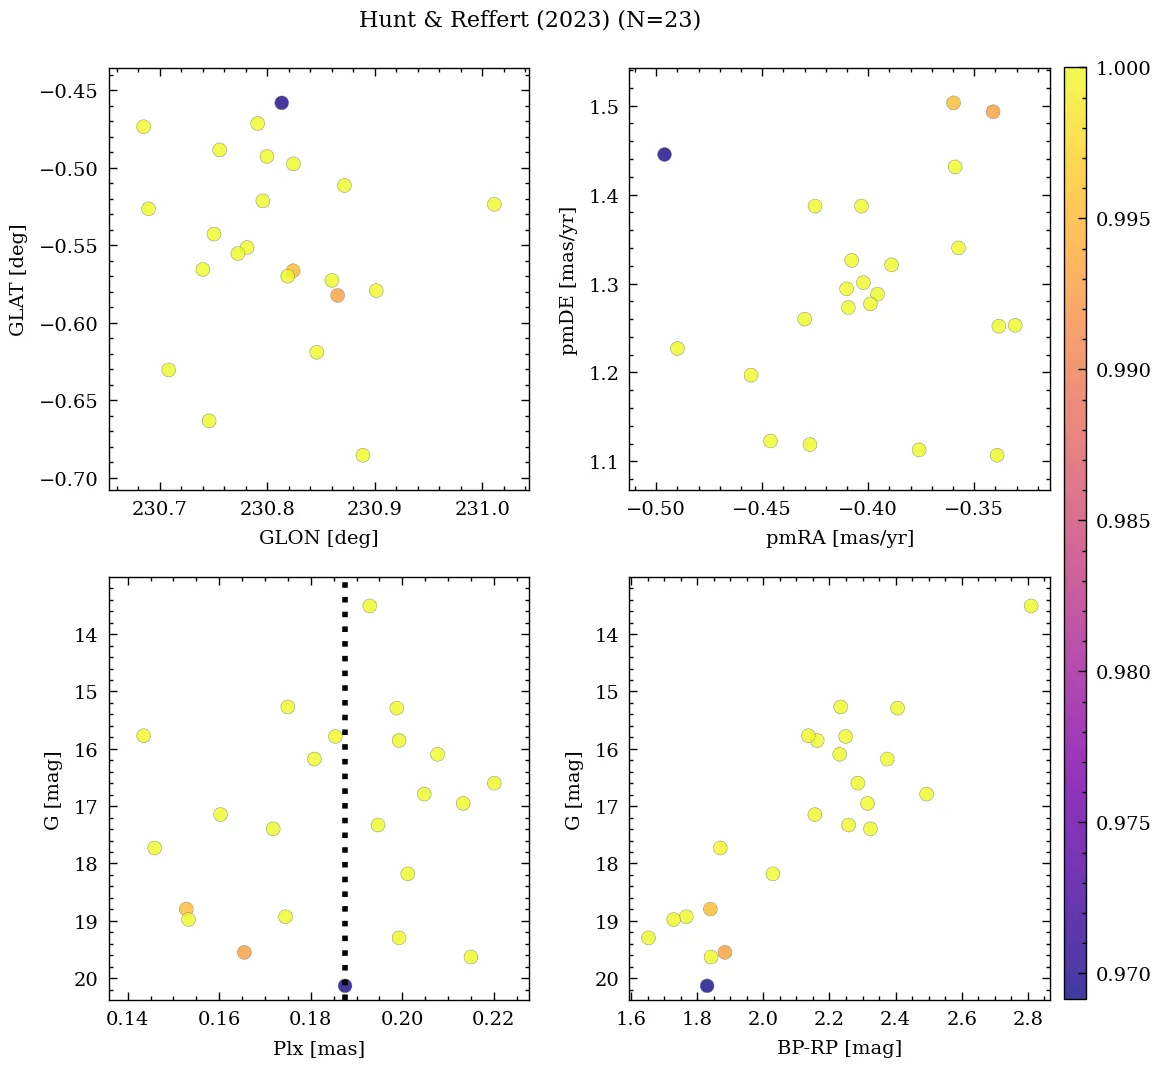 Hunt & Reffert (2023) (N=23)
−0.45
−0.50
−0.55
−0.60
−0.65
−0.70
GLAT [deg]
230.7 230.8 230.9 231.0
GLON [deg]
1.5
1.4
1.3
1.2
1.1
pmDE [mas/yr]
−0.50 −0.45 −0.40 −0.35
pmRA [mas/yr]
14
15
16
17
18
19
20
G [mag]
0.14 0.16 0.18 0.20 0.22
Plx [mas]
14
15
16
17
18
19
20
G [mag]
1.6 1.8 2.0 2.2 2.4 2.6 2.8
BP-RP [mag]
1.000
0.995
0.990
0.985
0.980
0.975
0.970